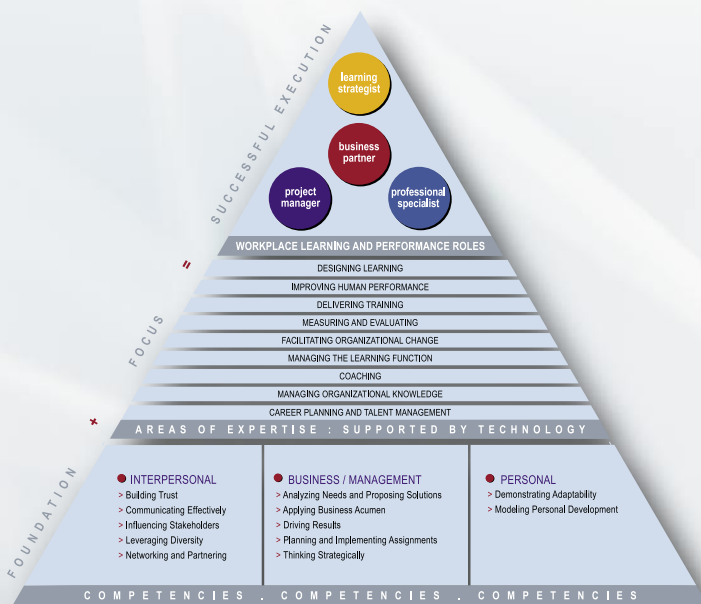 SUCCESSFUL EXECUTION
learning
strategist
business
partner
project
manager
professional
specialist
WORKPLACE LEARNING AND PERFORMANCE ROLES
=
FOCUS
DESIGNING LEARNING
IMPROVING HUMAN PERFORMANCE
DELIVERING TRAINING
MEASURING AND EVALUATING
FACILITATING ORGANIZATIONAL CHANGE
MANAGING THE LEARNING FUNCTION
COACHING
MANAGING ORGANIZATIONAL KNOWLEDGE
CAREER PLANNING AND TALENT MANAGEMENT
AREAS OF EXPERTISE : SUPPORTED BY TECHNOLOGY
+
FOUNDATION
INTERPERSONAL
> Building Trust
> Communicating Effectively
> Influencing Stakeholders
> Leveraging Diversity
> Networking and Partnering
BUSINESS / MANAGEMENT
> Analyzing Needs and Proposing Solutions
> Applying Business Acumen
> Driving Results
> Planning and Implementing Assignments
> Thinking Strategically
PERSONAL
> Demonstrating Adaptability
> Modeling Personal Development
COMPETENCIES . COMPETENCIES . COMPETENCIES